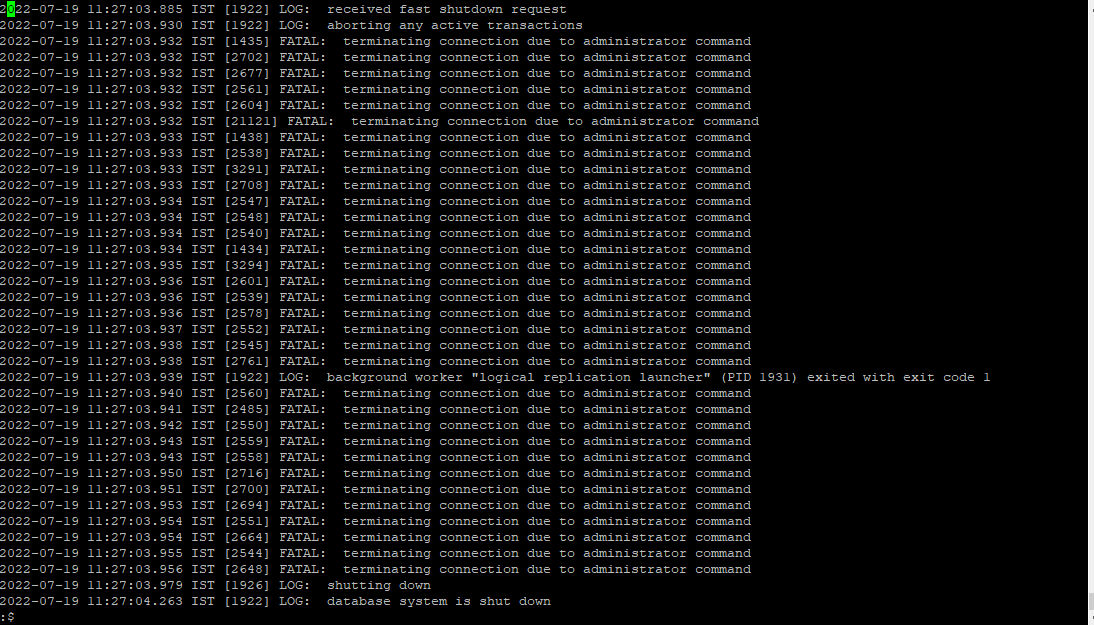 2022-07-19 11:27:03.885 IST [1922] LOG:  received fast shutdown request
2022-07-19 11:27:03.930 IST [1922] LOG:  aborting any active transactions
2022-07-19 11:27:03.932 IST [1435] FATAL:  terminating connection due to administrator command
2022-07-19 11:27:03.932 IST [2702] FATAL:  terminating connection due to administrator command
2022-07-19 11:27:03.932 IST [2677] FATAL:  terminating connection due to administrator command
2022-07-19 11:27:03.932 IST [2561] FATAL:  terminating connection due to administrator command
2022-07-19 11:27:03.932 IST [2604] FATAL:  terminating connection due to administrator command
2022-07-19 11:27:03.932 IST [21121] FATAL:  terminating connection due to administrator command
2022-07-19 11:27:03.933 IST [1438] FATAL:  terminating connection due to administrator command
2022-07-19 11:27:03.933 IST [2538] FATAL:  terminating connection due to administrator command
2022-07-19 11:27:03.933 IST [3291] FATAL:  terminating connection due to administrator command
2022-07-19 11:27:03.933 IST [2708] FATAL:  terminating connection due to administrator command
2022-07-19 11:27:03.934 IST [2547] FATAL:  terminating connection due to administrator command
2022-07-19 11:27:03.934 IST [2548] FATAL:  terminating connection due to administrator command
2022-07-19 11:27:03.934 IST [2540] FATAL:  terminating connection due to administrator command
2022-07-19 11:27:03.934 IST [1434] FATAL:  terminating connection due to administrator command
2022-07-19 11:27:03.935 IST [3294] FATAL:  terminating connection due to administrator command
2022-07-19 11:27:03.936 IST [2601] FATAL:  terminating connection due to administrator command
2022-07-19 11:27:03.936 IST [2539] FATAL:  terminating connection due to administrator command
2022-07-19 11:27:03.936 IST [2578] FATAL:  terminating connection due to administrator command
2022-07-19 11:27:03.937 IST [2552] FATAL:  terminating connection due to administrator command
2022-07-19 11:27:03.938 IST [2545] FATAL:  terminating connection due to administrator command
2022-07-19 11:27:03.938 IST [2761] FATAL:  terminating connection due to administrator command
2022-07-19 11:27:03.939 IST [1922] LOG:  background worker "logical replication launcher" (PID 1931) exited with exit code 1
2022-07-19 11:27:03.940 IST [2560] FATAL:  terminating connection due to administrator command
2022-07-19 11:27:03.941 IST [2485] FATAL:  terminating connection due to administrator command
2022-07-19 11:27:03.942 IST [2550] FATAL:  terminating connection due to administrator command
2022-07-19 11:27:03.943 IST [2559] FATAL:  terminating connection due to administrator command
2022-07-19 11:27:03.943 IST [2558] FATAL:  terminating connection due to administrator command
2022-07-19 11:27:03.950 IST [2716] FATAL:  terminating connection due to administrator command
2022-07-19 11:27:03.951 IST [2700] FATAL:  terminating connection due to administrator command
2022-07-19 11:27:03.953 IST [2694] FATAL:  terminating connection due to administrator command
2022-07-19 11:27:03.954 IST [2551] FATAL:  terminating connection due to administrator command
2022-07-19 11:27:03.954 IST [2664] FATAL:  terminating connection due to administrator command
2022-07-19 11:27:03.955 IST [2544] FATAL:  terminating connection due to administrator command
2022-07-19 11:27:03.956 IST [2648] FATAL:  terminating connection due to administrator command
2022-07-19 11:27:03.979 IST [1926] LOG:  shutting down
2022-07-19 11:27:04.263 IST [1922] LOG:  database system is shut down
:$